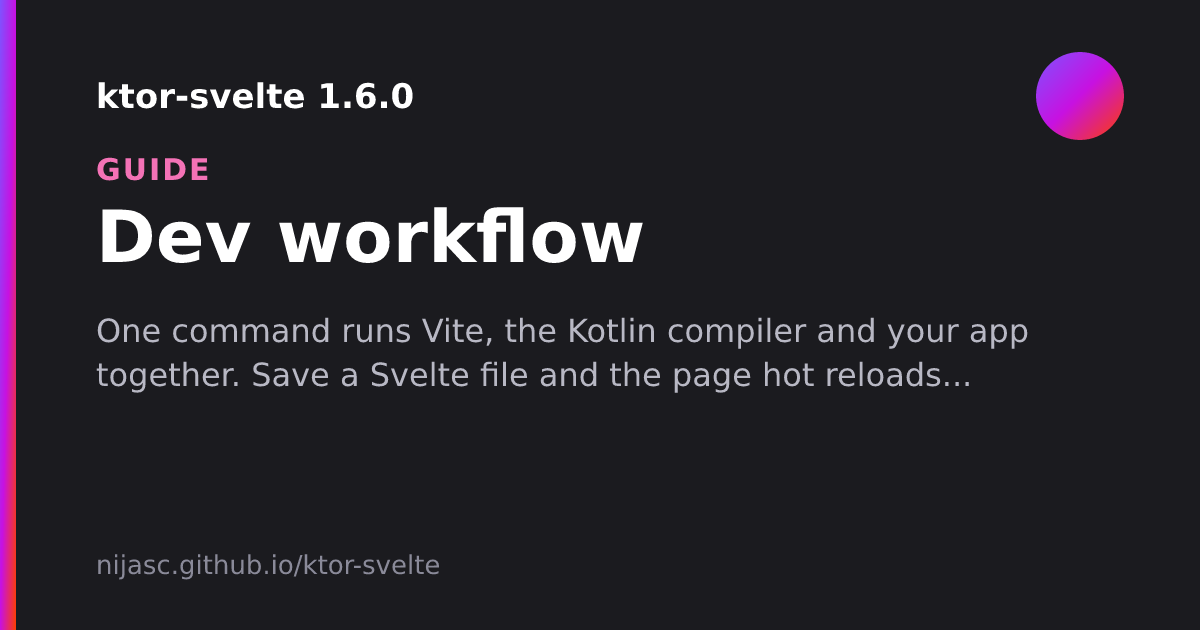 ktor-svelte 1.6.0
GUIDE
Dev workflow
One command runs Vite, the Kotlin compiler and your app
together. Save a Svelte file and the page hot reloads...
nijasc.github.io/ktor-svelte